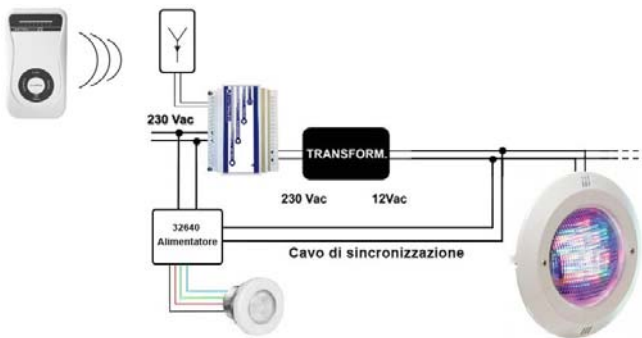 230 Vac
TRANSFORM.
230 Vac
12Vac
32640
Alimentatore
Cavo di sincronizzazione